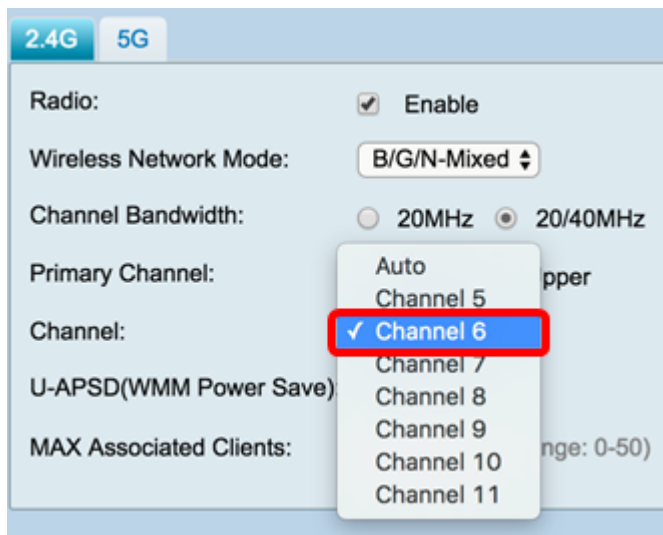 2.4G 5G
Radio: Enable
Wireless Network Mode: B/G/N-Mixed
Channel Bandwidth: 20MHz 20/40MHz
Primary Channel: pper
Channel:
U-APSD(WMM Power Save):
MAX Associated Clients: nge: 0-50)
Auto
Channel 5
✓ Channel 6
Channel 7
Channel 8
Channel 9
Channel 10
Channel 11